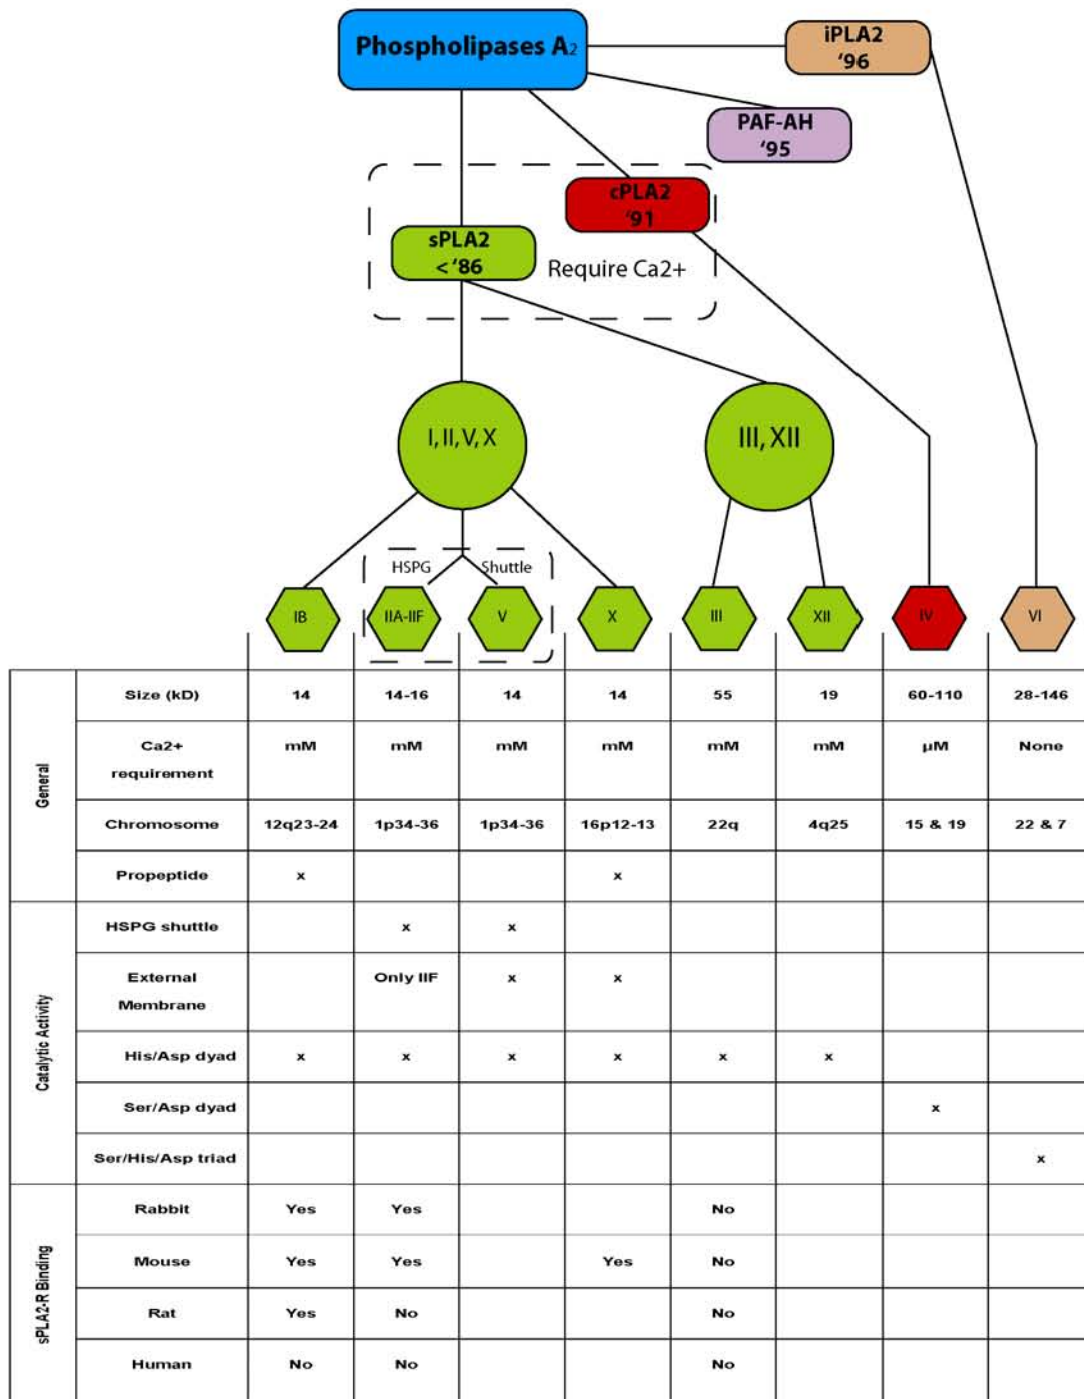 Phospholipases A2
iPLA2
‘96
PAF-AH
‘95
cPLA2
‘91
sPLA2
< ‘86
Require Ca2+
I, II, V, X
III, XII
HSPG Shuttle
IB IIA-IIF V X III XII IV VI
General
Size (kD) 14 14-16 14 14 55 19 60-110 28-146
Ca2+ mM mM mM mM mM mM µM None
requirement
Chromosome 12q23-24 1p34-36 1p34-36 16p12-13 22q 4q25 15 & 19 22 & 7
Propeptide x x
Catalytic Activity
HSPG shuttle x x
External Only IIF x x
Membrane
His/Asp dyad x x x x x x
Ser/Asp dyad x
Ser/His/Asp triad x
sPLA2-R Binding
Rabbit Yes Yes No
Mouse Yes Yes Yes No
Rat Yes No No
Human No No No